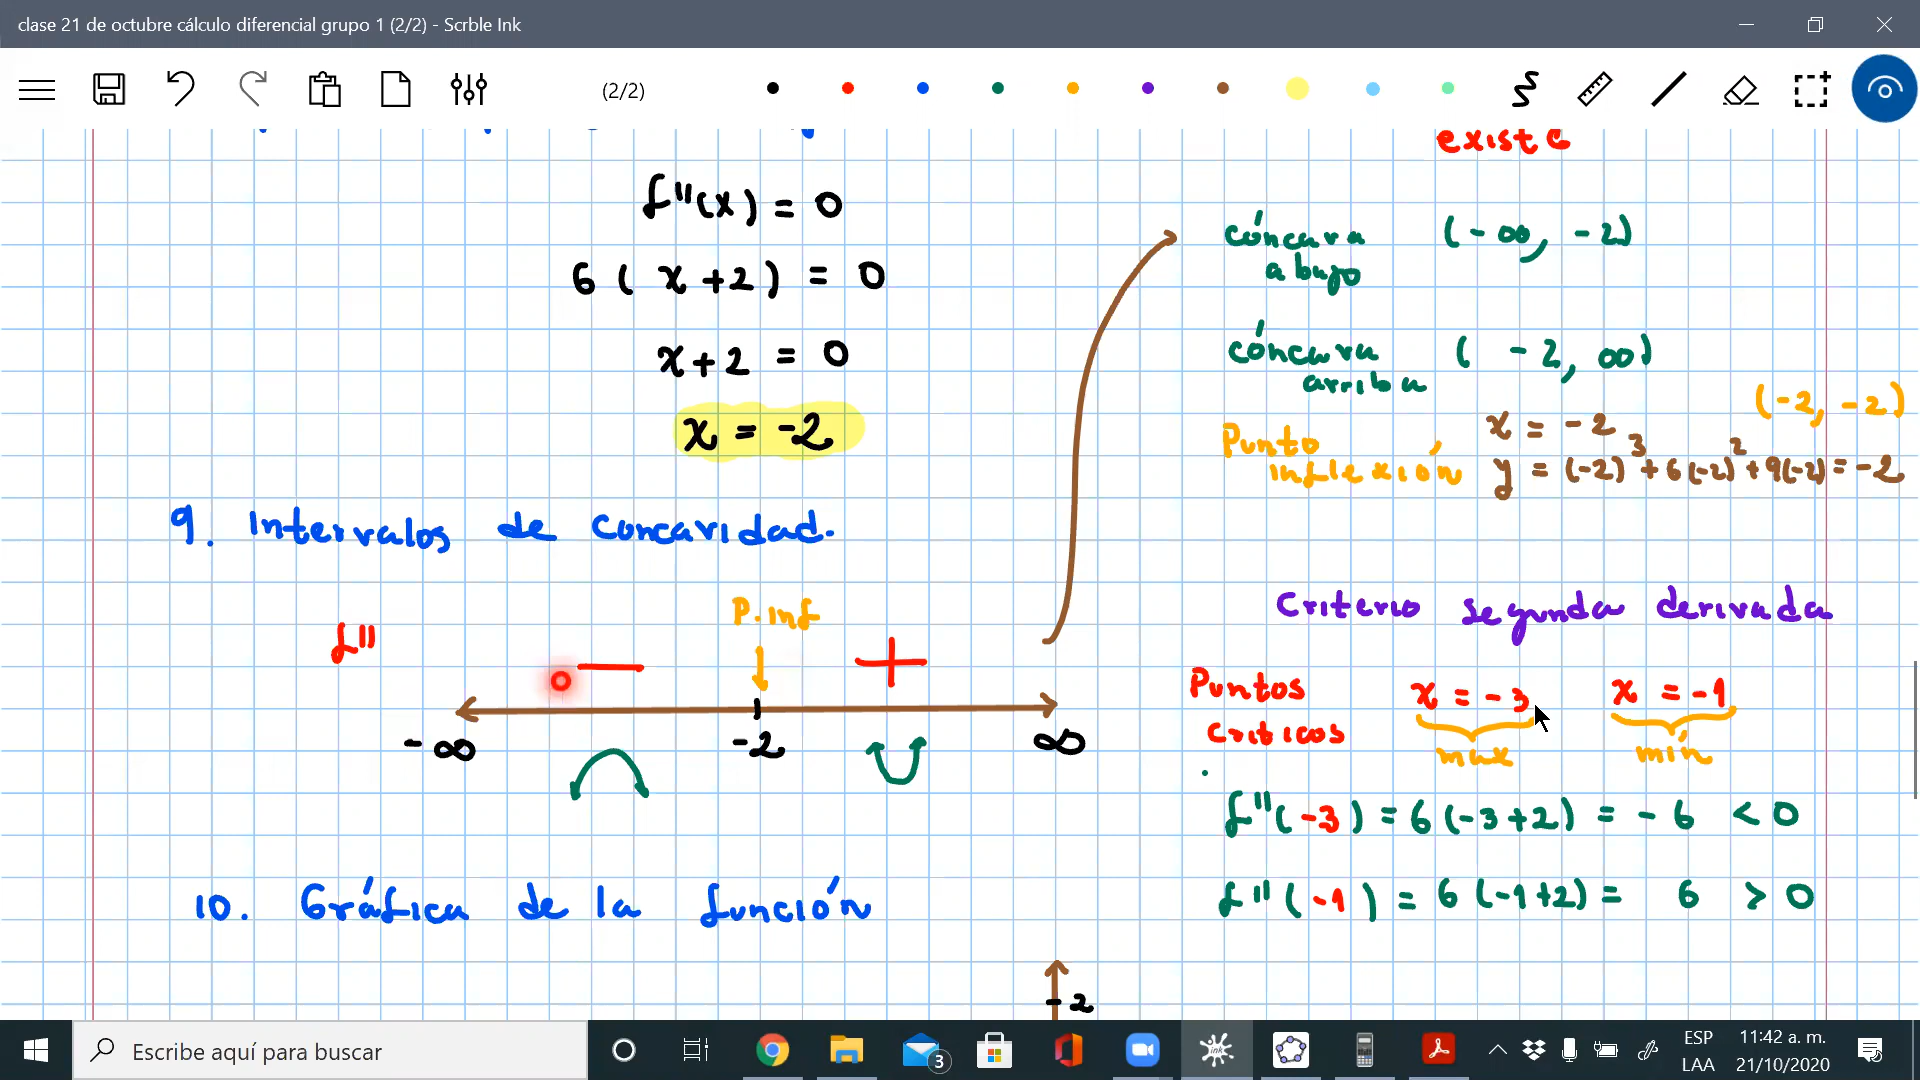 clase 21 de octubre cálculo diferencial grupo 1 (2/2) - Scrble Ink
(2/2)
existe
f''(x) = 0
6 ( x+2 ) = 0
x+2 = 0
x = -2
9. Intervalos de concavidad.
f''
P. inf
- ∞
-2
∞
10. Gráfica de la función
- 2
cóncava
abajo
(- ∞, -2)
cóncava
arriba
( -2, ∞)
(-2, -2)
Punto
inflexión
x = -2
y = (-2)³+6(-2)²+9(-2) = -2
Criterio segunda derivada
Puntos
críticos
x = -3
max
x = -1
mín
f''(-3) = 6(-3+2) = - 6 < 0
f''(-1) = 6(-1+2) = 6 > 0
Escribe aquí para buscar
3
ESP
LAA
11:42 a. m.
21/10/2020